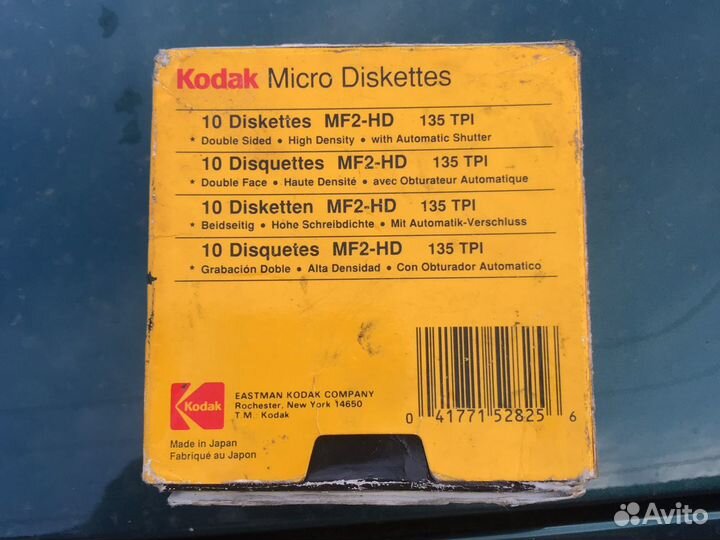 Kodak Micro Diskettes
10 Diskettes MF2-HD 135 TPI
* Double Sided • High Density • with Automatic Shutter
10 Disquettes MF2-HD 135 TPI
* Double Face • Haute Densité • avec Obturateur Automatique
10 Disketten MF2-HD 135 TPI
* Beidseitig • Hohe Schreibdichte • Mit Automatik-Verschluss
10 Disquetes MF2-HD 135 TPI
* Grabación Doble • Alta Densidad • Con Obturador Automatico
Kodak
EASTMAN KODAK COMPANY
Rochester, New York 14650
T.M. Kodak
0 41771 52825 6
Made in Japan
Fabriqué au Japon
Avito